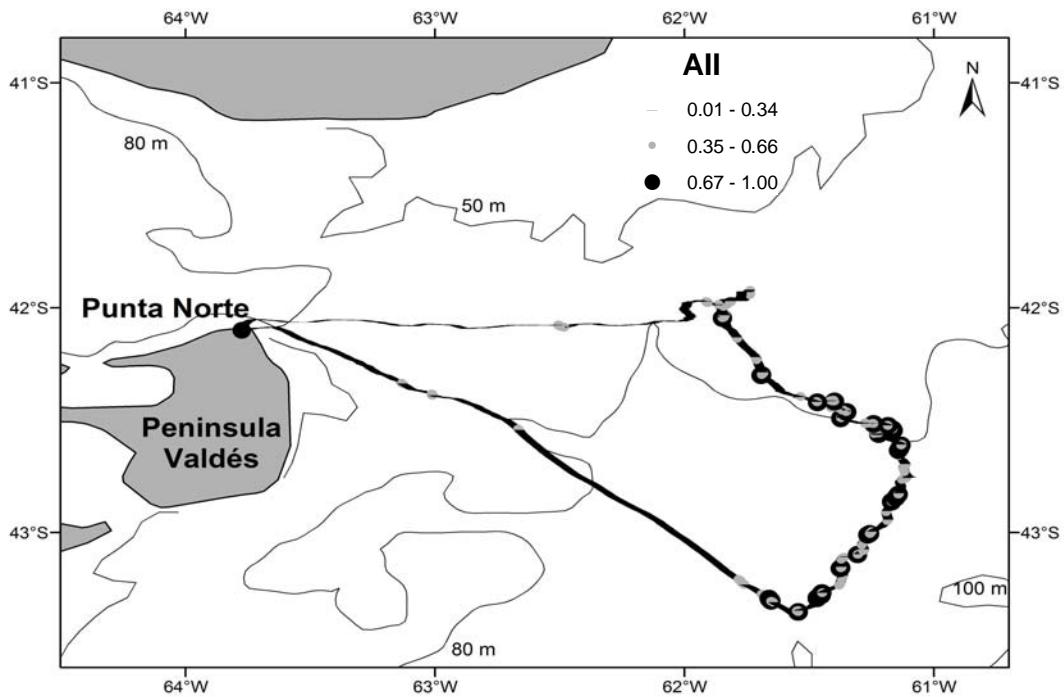 64°W 63°W 62°W 61°W
41°S 41°S
All
N
0.01 - 0.34
0.35 - 0.66
0.67 - 1.00
80 m
50 m
42°S 42°S
Punta Norte
Peninsula
Valdés
43°S 43°S
100 m
80 m
64°W 63°W 62°W 61°W